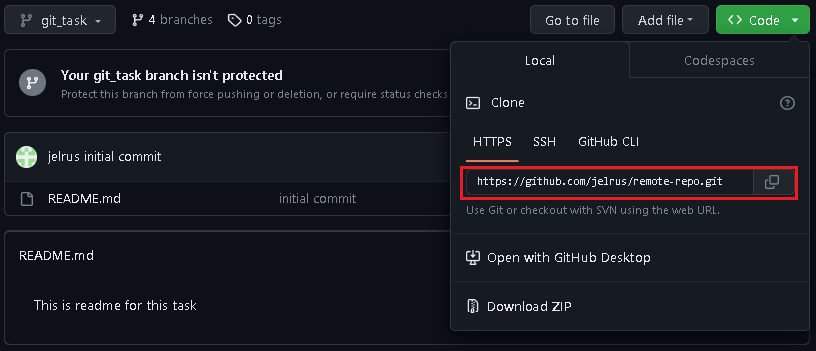 git_task 4 branches 0 tags Go to file Add file Code
Your git_task branch isn't protected
Protect this branch from force pushing or deletion, or require status checks
jelrus initial commit
README.md initial commit
README.md
This is readme for this task
Local Codespaces
Clone
HTTPS SSH GitHub CLI
https://github.com/jelrus/remote-repo.git
Use Git or checkout with SVN using the web URL.
Open with GitHub Desktop
Download ZIP